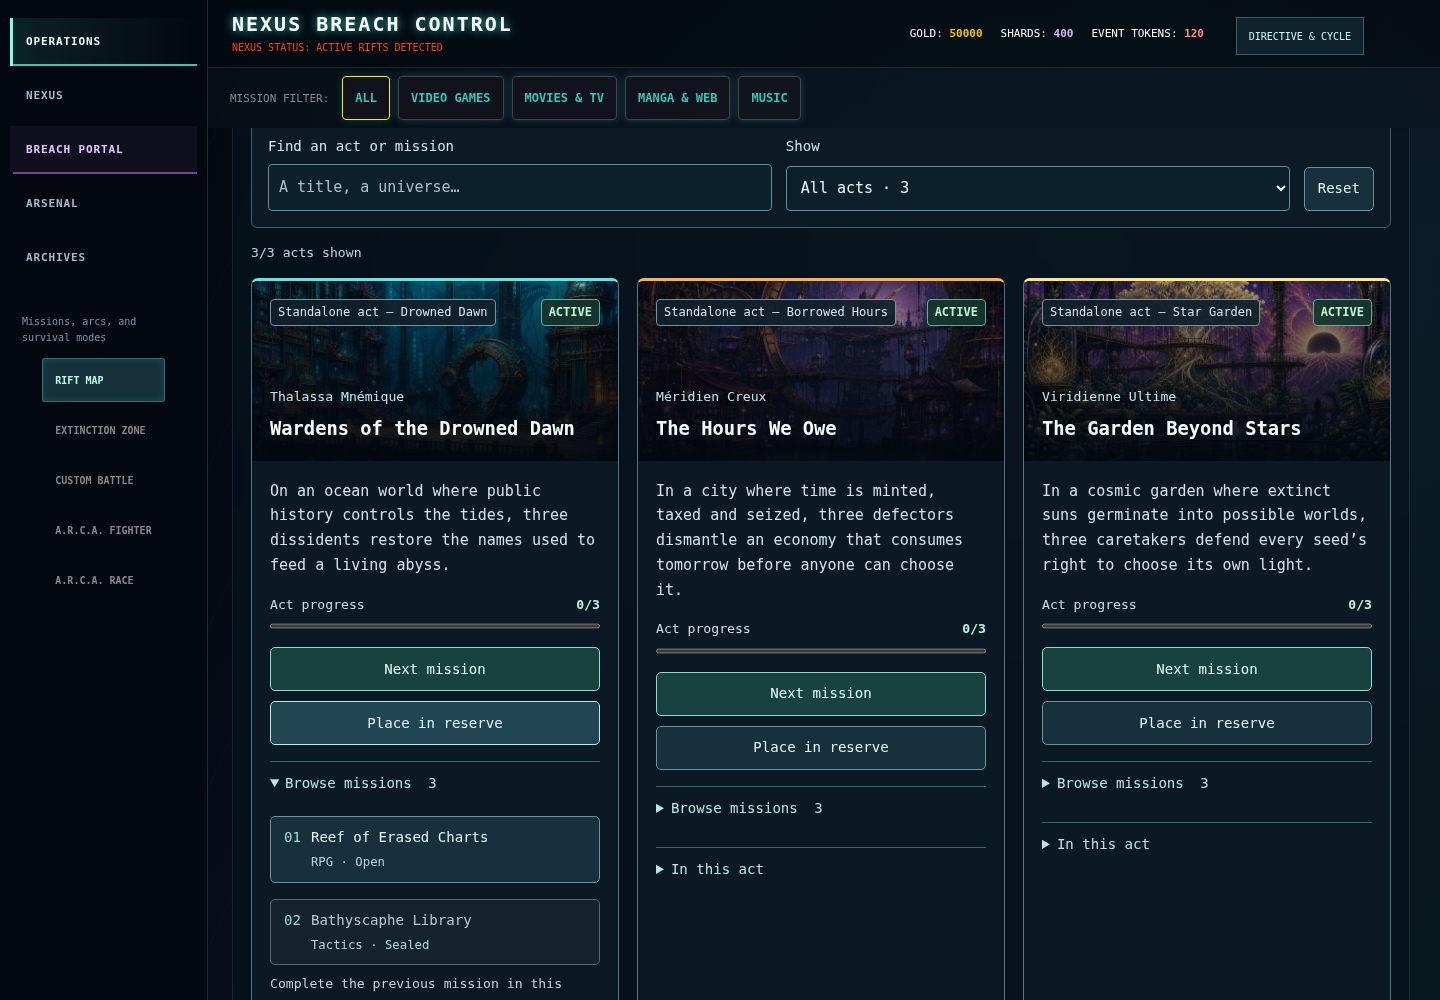 OPERATIONS
NEXUS
BREACH PORTAL
ARSENAL
ARCHIVES
Missions, arcs, and
survival modes
RIFT MAP
EXTINCTION ZONE
CUSTOM BATTLE
A.R.C.A. FIGHTER
A.R.C.A. RACE
NEXUS BREACH CONTROL
NEXUS STATUS: ACTIVE RIFTS DETECTED
GOLD: 50000 SHARDS: 400 EVENT TOKENS: 120
DIRECTIVE & CYCLE
MISSION FILTER: ALL VIDEO GAMES MOVIES & TV MANGA & WEB MUSIC
Find an act or mission
A title, a universe…
Show
All acts · 3
Reset
3/3 acts shown
Standalone act — Drowned Dawn ACTIVE
Thalassa Mnémique
Wardens of the Drowned Dawn
On an ocean world where public
history controls the tides, three
dissidents restore the names used to
feed a living abyss.
Act progress 0/3
Next mission
Place in reserve
▼ Browse missions 3
01 Reef of Erased Charts
RPG · Open
02 Bathyscaphe Library
Tactics · Sealed
Complete the previous mission in this
Standalone act — Borrowed Hours ACTIVE
Méridien Creux
The Hours We Owe
In a city where time is minted,
taxed and seized, three defectors
dismantle an economy that consumes
tomorrow before anyone can choose
it.
Act progress 0/3
Next mission
Place in reserve
▶ Browse missions 3
▶ In this act
Standalone act — Star Garden ACTIVE
Viridienne Ultime
The Garden Beyond Stars
In a cosmic garden where extinct
suns germinate into possible worlds,
three caretakers defend every seed’s
right to choose its own light.
Act progress 0/3
Next mission
Place in reserve
▶ Browse missions 3
▶ In this act